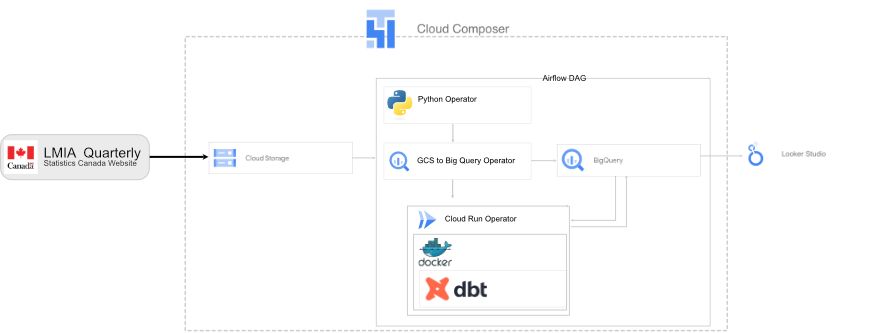 Cloud Composer
Airflow DAG
Python Operator
LMIA Quarterly
Statistics Canada Website
Canada
Cloud Storage
GCS to Big Query Operator
BigQuery
Looker Studio
Cloud Run Operator
docker
dbt